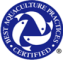 BEST AQUACULTURE PRACTICES
CERTIFIED